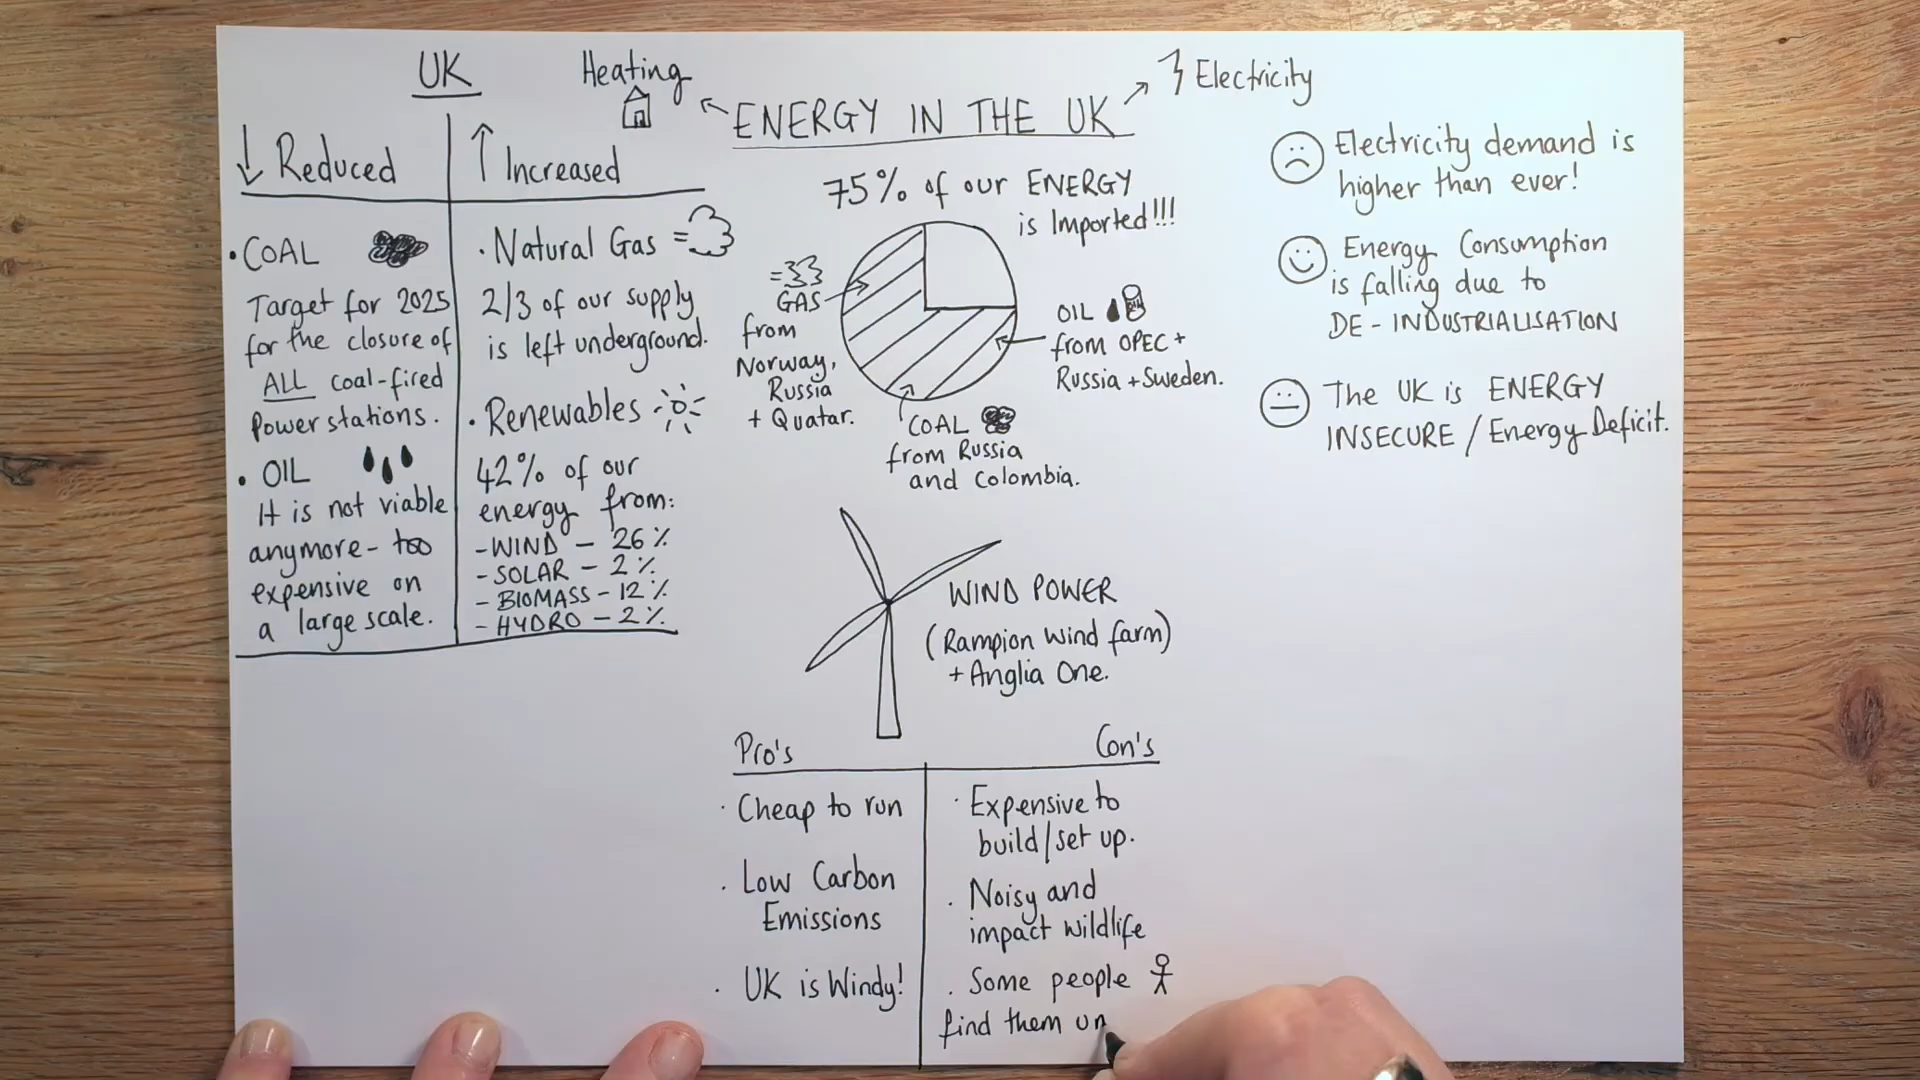 UK
Heating
ENERGY IN THE UK
Electricity
↓ Reduced
↑ Increased
• COAL
Target for 2025
for the closure of
ALL coal-fired
Power stations.
• OIL
It is not viable
anymore - too
expensive on
a large scale.
· Natural Gas
2/3 of our supply
is left underground.
· Renewables
42% of our
energy from:
- WIND - 26%
- SOLAR - 2%
- BIOMASS - 12%
- HYDRO - 2%
75% of our ENERGY
is Imported!!!
GAS
from
Norway,
Russia
+ Quatar.
OIL
OIL
from OPEC +
Russia + Sweden.
COAL
from Russia
and Colombia.
Electricity demand is
higher than ever!
Energy Consumption
is falling due to
DE - INDUSTRIALISATION
The UK is ENERGY
INSECURE / Energy Deficit.
WIND POWER
(Rampion wind farm)
+ Anglia One.
Pro's
· Cheap to run
· Low Carbon
Emissions
· UK is Windy!
Con's
· Expensive to
build/set up.
· Noisy and
impact wildlife
· Some people
find them un